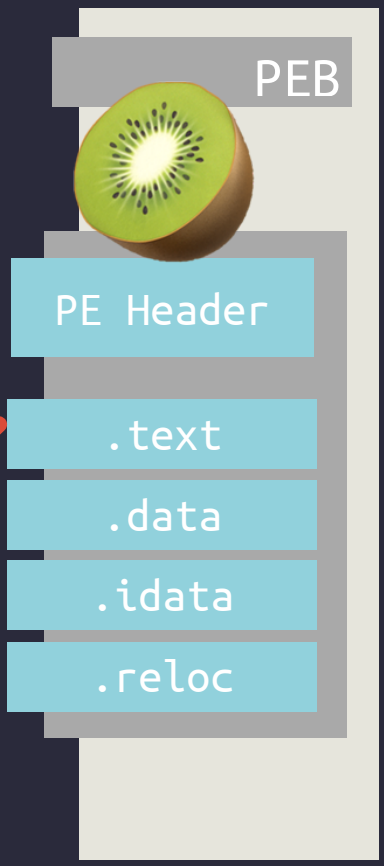 PEB
PE Header
.text
.data
.idata
.reloc